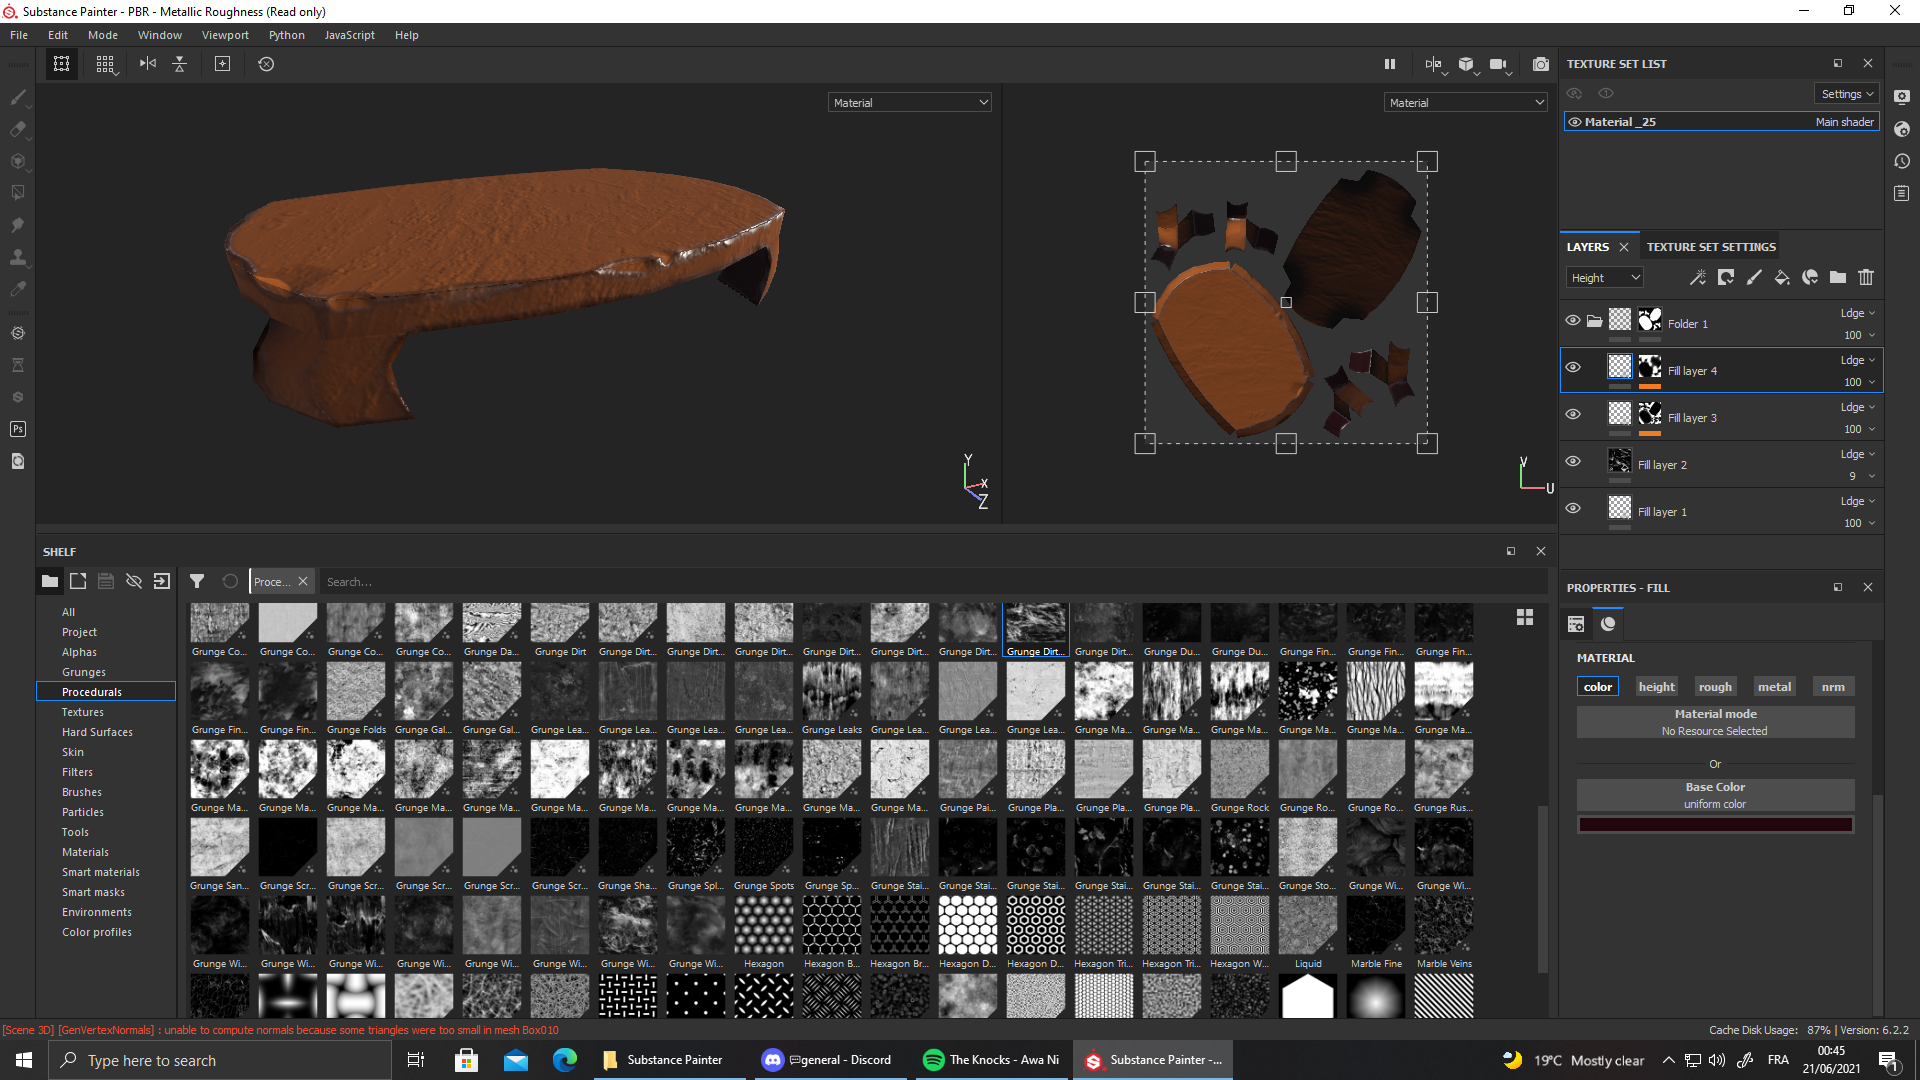 Substance Painter - PBR - Metallic Roughness (Read only)
File Edit Mode Window Viewport Python JavaScript Help
Material
Material
TEXTURE SET LIST
Settings
Material _25 Main shader
LAYERS TEXTURE SET SETTINGS
Height
Folder 1 Ldge 100
Fill layer 4 Ldge 100
Fill layer 3 Ldge 100
Fill layer 2 Ldge 9
Fill layer 1 Ldge 100
Y
X
Z
V
U
Ps
SHELF
Proce...
Search...
All
Project
Alphas
Grunges
Procedurals
Textures
Hard Surfaces
Skin
Filters
Brushes
Particles
Tools
Materials
Smart materials
Smart masks
Environments
Color profiles
Grunge Co... Grunge Co... Grunge Co... Grunge Co... Grunge Da... Grunge Dirt Grunge Dirt... Grunge Dirt... Grunge Dirt... Grunge Dirt... Grunge Dirt... Grunge Dirt... Grunge Dirt... Grunge Dirt... Grunge Du... Grunge Du... Grunge Fin... Grunge Fin... Grunge Fin...
Grunge Fin... Grunge Fin... Grunge Folds Grunge Gal... Grunge Gal... Grunge Lea... Grunge Lea... Grunge Lea... Grunge Lea... Grunge Leaks Grunge Lea... Grunge Lea... Grunge Lea... Grunge Ma... Grunge Ma... Grunge Ma... Grunge Ma... Grunge Ma... Grunge Ma...
Grunge Ma... Grunge Ma... Grunge Ma... Grunge Ma... Grunge Ma... Grunge Ma... Grunge Ma... Grunge Ma... Grunge Ma... Grunge Ma... Grunge Ma... Grunge Pai... Grunge Pla... Grunge Pla... Grunge Pla... Grunge Rock Grunge Ro... Grunge Ro... Grunge Rus...
Grunge San... Grunge Scr... Grunge Scr... Grunge Scr... Grunge Scr... Grunge Scr... Grunge Sha... Grunge Spl... Grunge Spots Grunge Sp... Grunge Stai... Grunge Stai... Grunge Stai... Grunge Stai... Grunge Stai... Grunge Stai... Grunge Sto... Grunge Wi... Grunge Wi...
Grunge Wi... Grunge Wi... Grunge Wi... Grunge Wi... Grunge Wi... Grunge Wi... Grunge Wi... Grunge Wi... Hexagon Hexagon B... Hexagon Br... Hexagon D... Hexagon D... Hexagon Tri... Hexagon Tri... Hexagon W... Liquid Marble Fine Marble Veins
PROPERTIES - FILL
MATERIAL
color height rough metal nrm
Material mode
No Resource Selected
Or
Base Color
uniform color
[Scene 3D] [GenVertexNormals] : unable to compute normals because some triangles were too small in mesh Box010
Cache Disk Usage: 87% | Version: 6.2.2
Type here to search
Substance Painter
general - Discord
The Knocks - Awa Ni
Substance Painter -...
19°C Mostly clear
FRA
00:45
21/06/2021
1